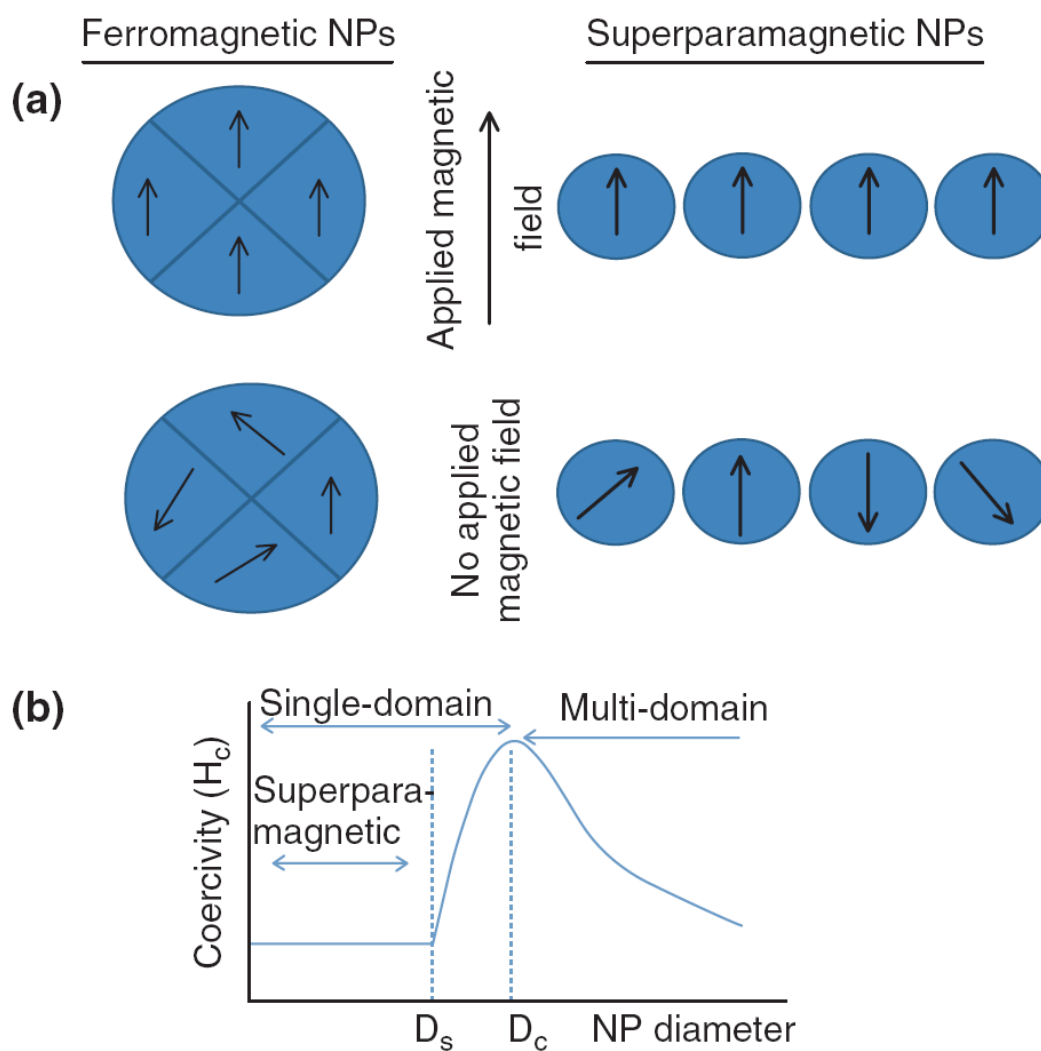 Ferromagnetic NPs
Superparamagnetic NPs
(a)
Applied magnetic
field
No applied
magnetic field
(b)
Single-domain
Multi-domain
Superpara-
magnetic
Coercivity (Hc)
Ds
Dc
NP diameter